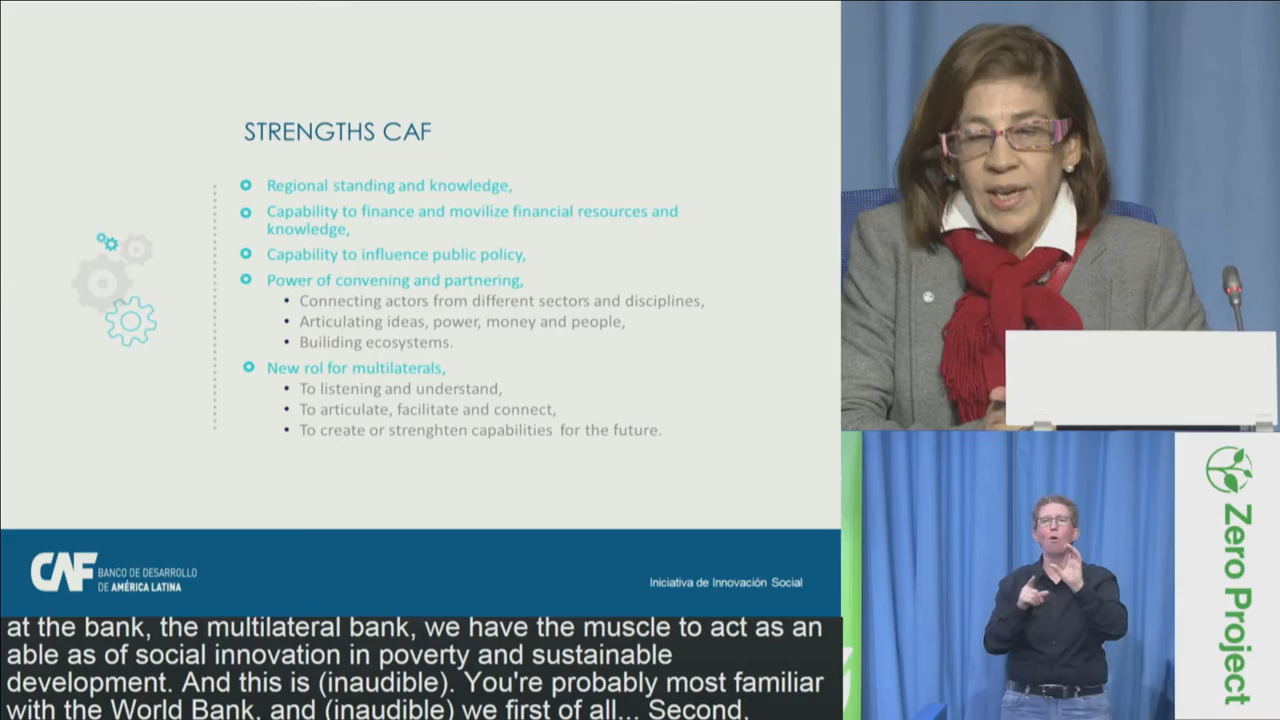 STRENGTHS CAF
Regional standing and knowledge,
Capability to finance and movilize financial resources and
knowledge,
Capability to influence public policy,
Power of convening and partnering,
Connecting actors from different sectors and disciplines,
Articulating ideas, power, money and people,
Builiding ecosystems.
New rol for multilaterals,
To listening and understand,
To articulate, facilitate and connect,
To create or strenghten capabilities for the future.
CAF BANCO DE DESARROLLO
DE AMÉRICA LATINA
Iniciativa de Innovación Social
at the bank, the multilateral bank, we have the muscle to act as an
able as of social innovation in poverty and sustainable
development. And this is (inaudible). You're probably most familiar
with the World Bank, and (inaudible) we first of all... Second,
Zero Project